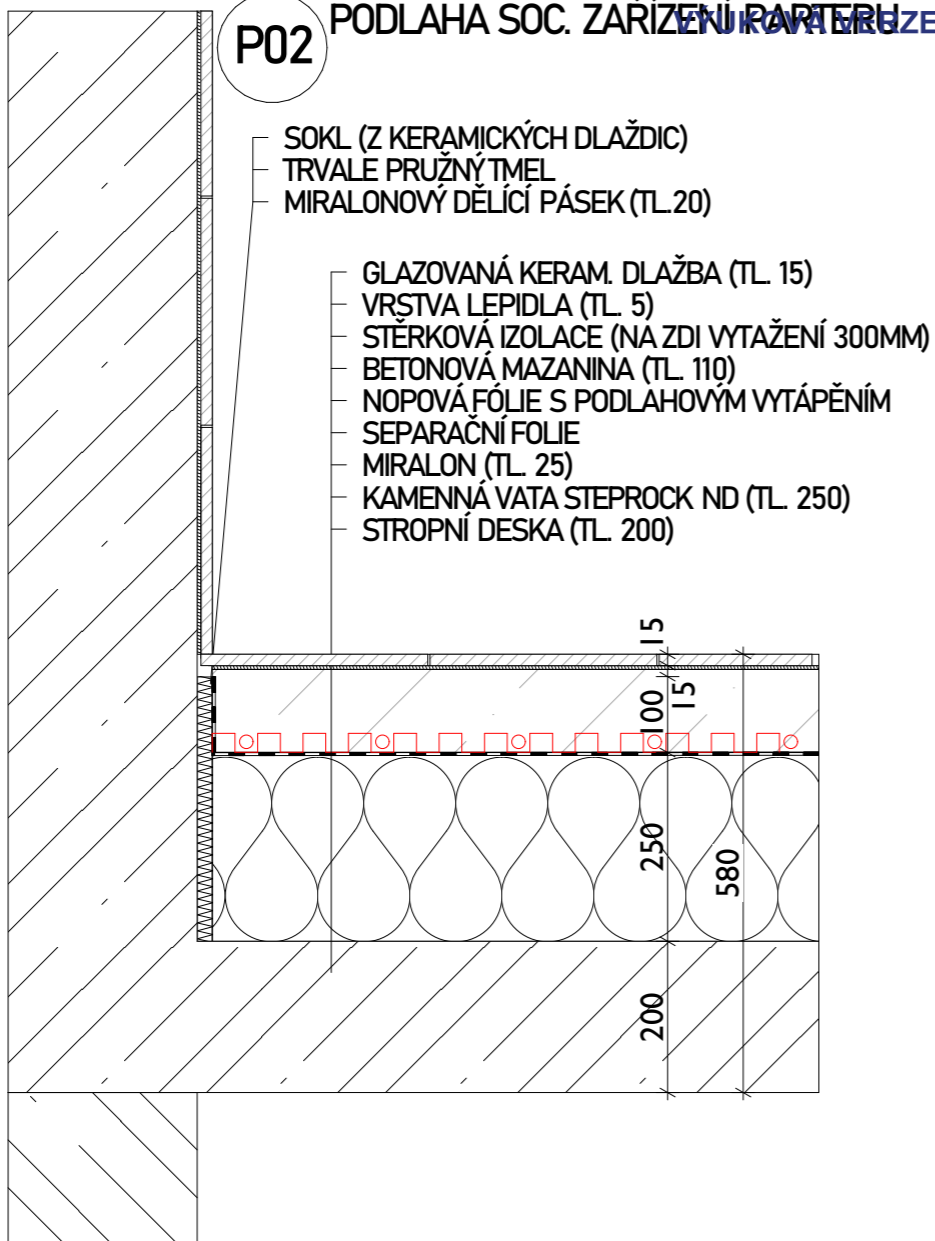 P02
PODLAHA SOC. ZAŘÍZENÍ PARTERU
VÝUKOVÁ VERZE
SOKL (Z KERAMICKÝCH DLAŽDIC)
TRVALE PRUŽNÝ TMEL
MIRALONOVÝ DĚLÍCÍ PÁSEK (TL.20)
GLAZOVANÁ KERAM. DLAŽBA (TL. 15)
VRSTVA LEPIDLA (TL. 5)
STĚRKOVÁ IZOLACE (NA ZDI VYTAŽENÍ 300MM)
BETONOVÁ MAZANINA (TL. 110)
NOPOVÁ FÓLIE S PODLAHOVÝM VYTÁPĚNÍM
SEPARAČNÍ FOLIE
MIRALON (TL. 25)
KAMENNÁ VATA STEPROCK ND (TL. 250)
STROPNÍ DESKA (TL. 200)
15
15
100
250
580
200